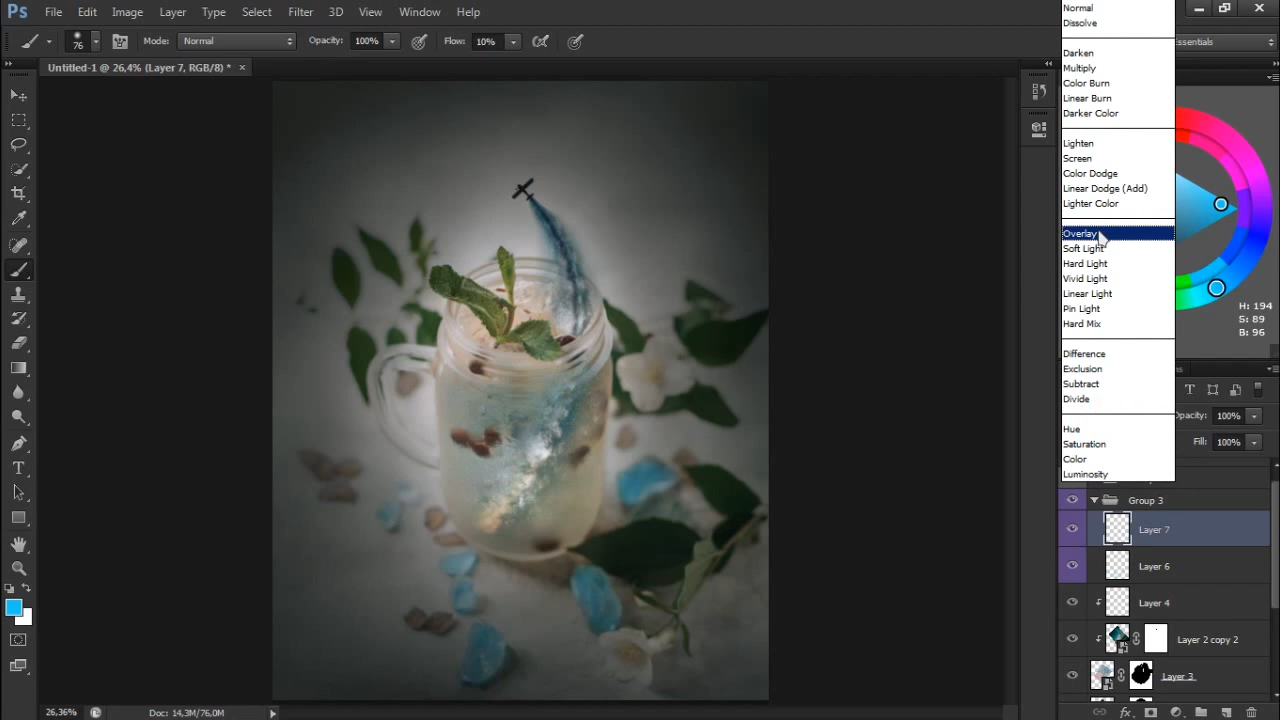 Ps File Edit Image Layer Type Select Filter 3D View Window Help
76 Mode: Normal Opacity: 100% Flow: 10%
Essentials
Untitled-1 @ 26,4% (Layer 7, RGB/8) * ×
Normal
Dissolve
Darken
Multiply
Color Burn
Linear Burn
Darker Color
Lighten
Screen
Color Dodge
Linear Dodge (Add)
Lighter Color
Overlay
Soft Light
Hard Light
Vivid Light
Linear Light
Pin Light
Hard Mix
Difference
Exclusion
Subtract
Divide
Hue
Saturation
Color
Luminosity
H: 194
S: 89
B: 96
Opacity: 100%
Fill: 100%
Group 3
Layer 7
Layer 6
Layer 4
Layer 2 copy 2
Layer 3
26,36% Doc: 14,3M/76,0M